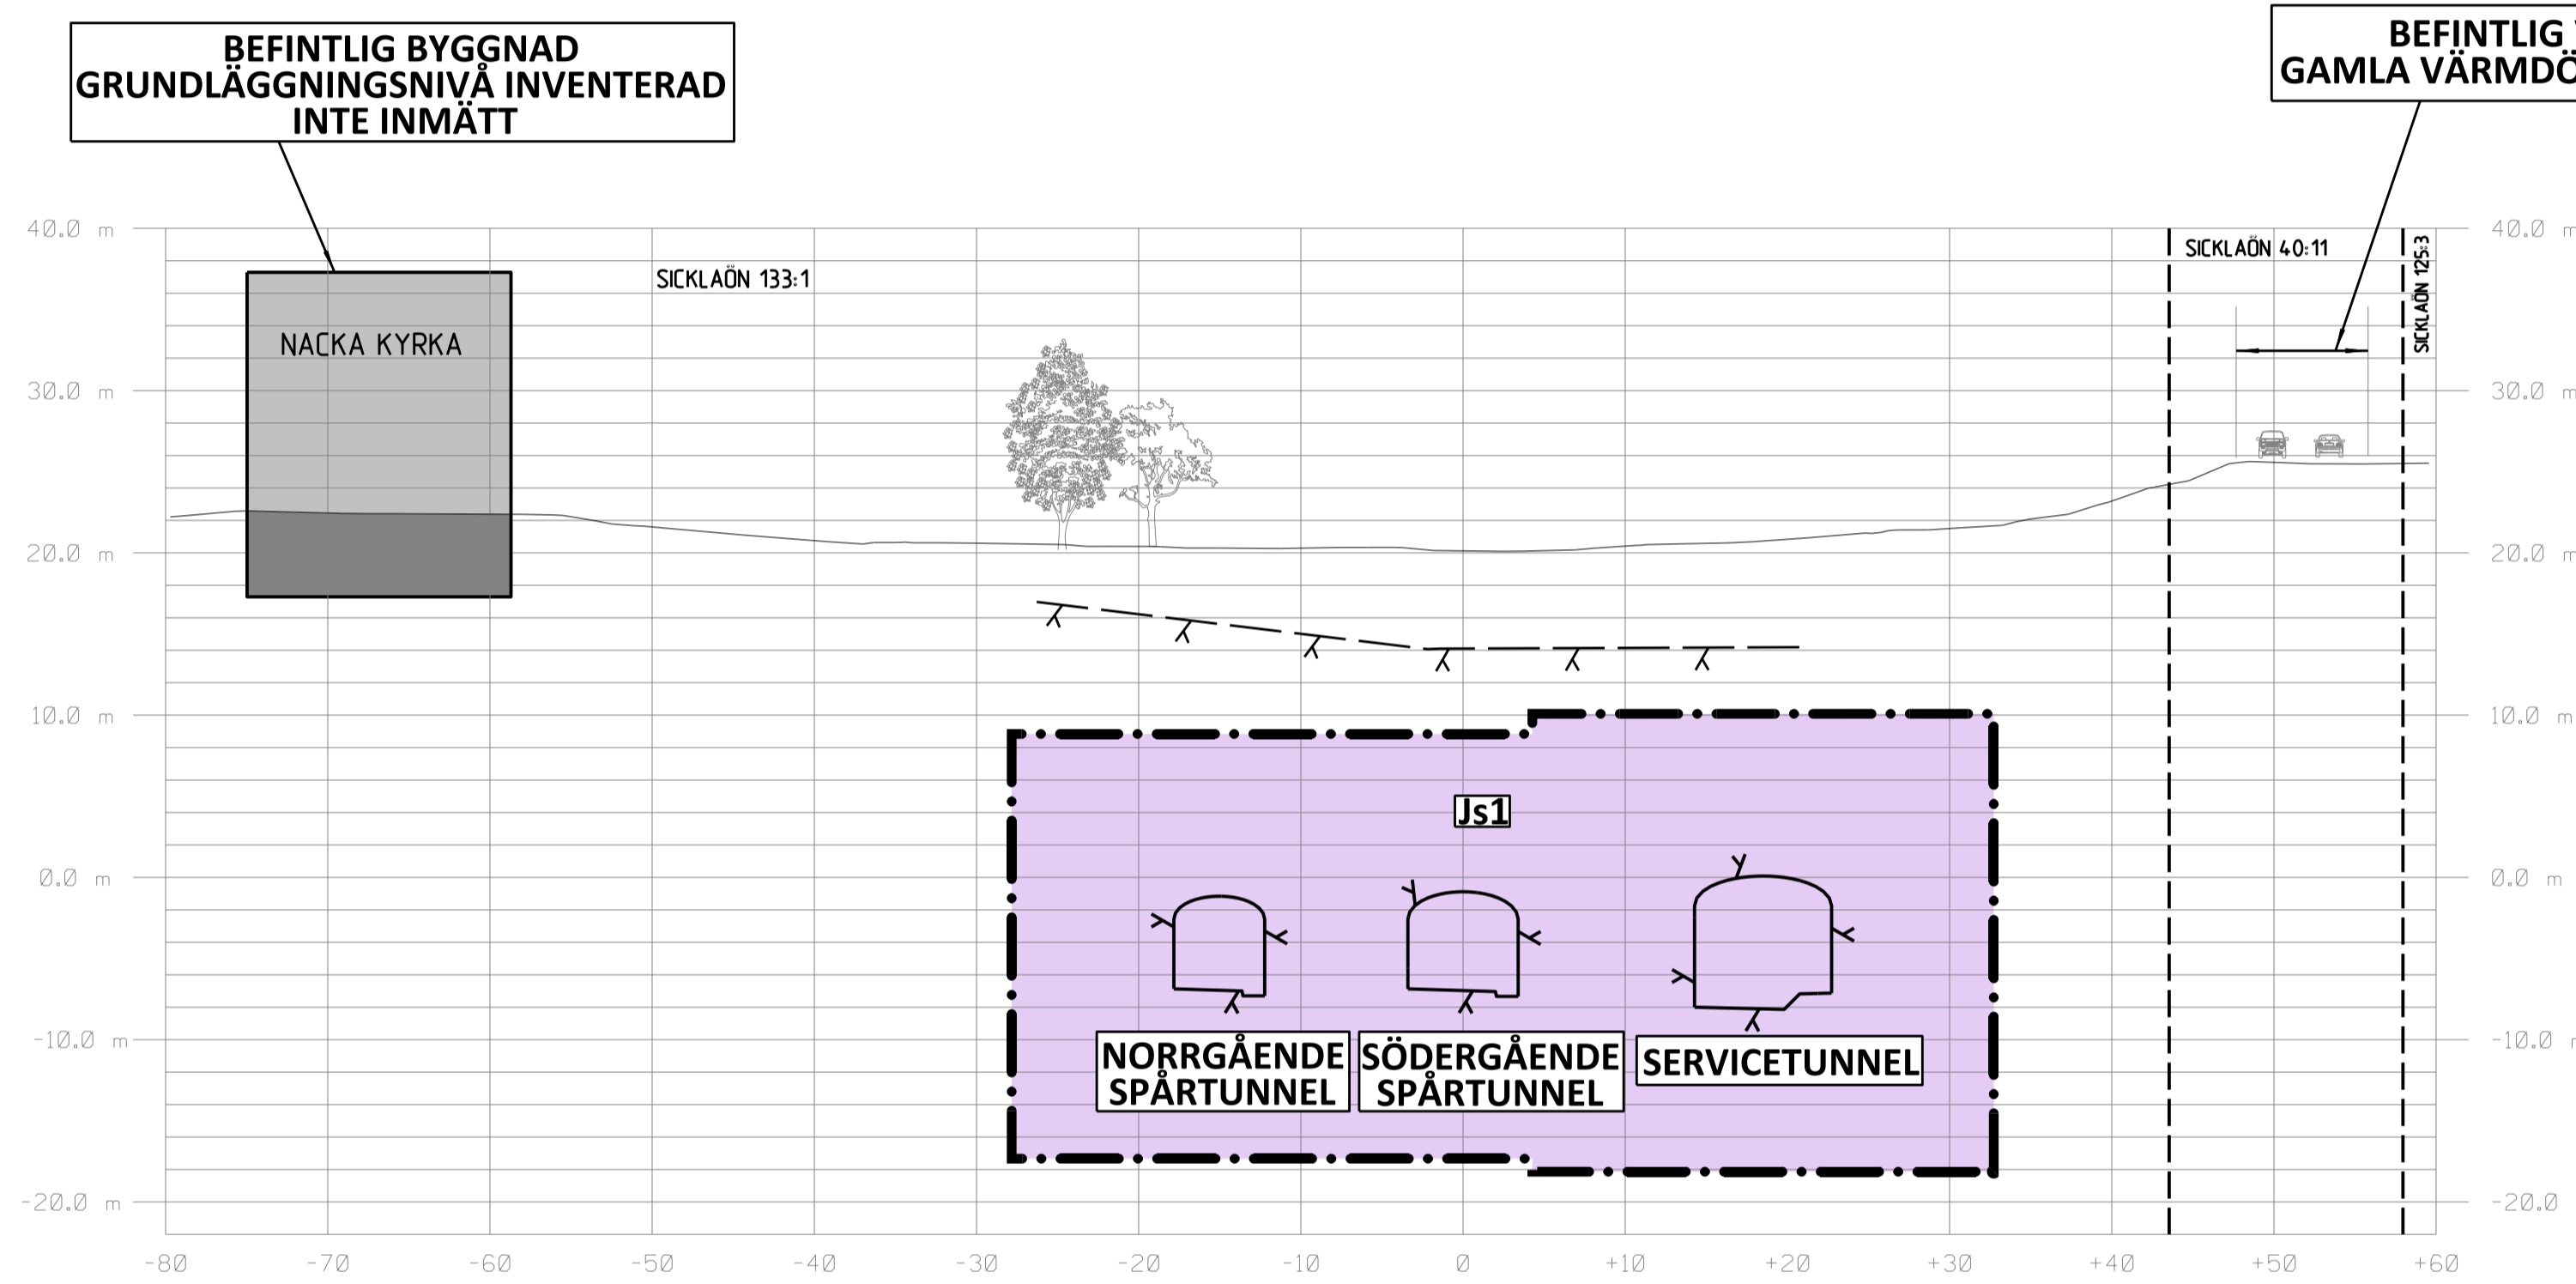 BEFINTLIG BYGGNAD
GRUNDLÄGGNINGSNIVÅ INVENTERAD
INTE INMÄTT
BEFINTLIG
GAMLA
40.0 m
40.0 m
SICKLAÖN 133:1
SICKLAÖN 40:11
SICKLAÖN 125:3
NACKA KYRKA
30.0 m
30.0 m
20.0 m
20.0 m
10.0 m
10.0 m
Js1
0.0 m
0.0 m
-10.0 m
-10.0
NORRGÅENDE
SPÅRTUNNEL
SÖDERGÅENDE
SPÅRTUNNEL
SERVICETUNNEL
-20.0 m
-20.0
-80 -70 -60 -50 -40 -30 -20 -10 0 +10 +20 +30 +40 +50 +60